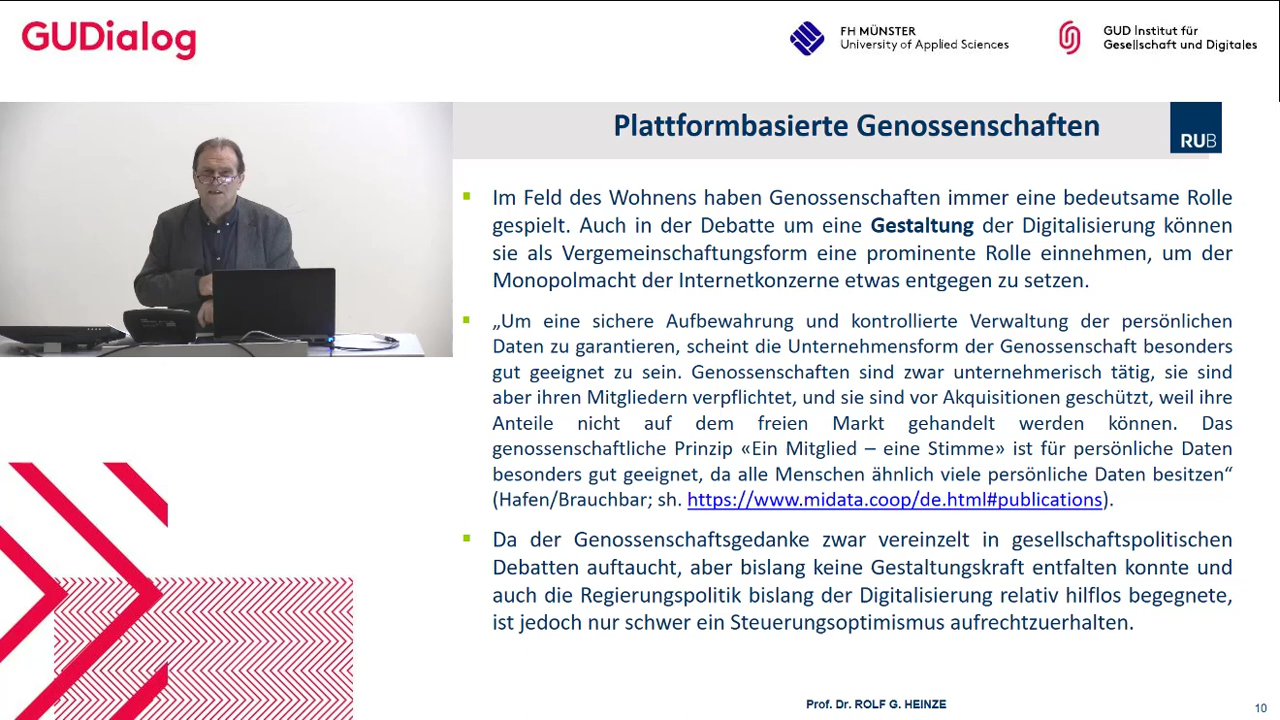 GUDialog
FH MÜNSTER
University of Applied Sciences
GUD Institut für
Gesellschaft und Digitales
Plattformbasierte Genossenschaften
RUB
Im Feld des Wohnens haben Genossenschaften immer eine bedeutsame Rolle
gespielt. Auch in der Debatte um eine Gestaltung der Digitalisierung können
sie als Vergemeinschaftungsform eine prominente Rolle einnehmen, um der
Monopolmacht der Internetkonzerne etwas entgegen zu setzen.
„Um eine sichere Aufbewahrung und kontrollierte Verwaltung der persönlichen
Daten zu garantieren, scheint die Unternehmensform der Genossenschaft besonders
gut geeignet zu sein. Genossenschaften sind zwar unternehmerisch tätig, sie sind
aber ihren Mitgliedern verpflichtet, und sie sind vor Akquisitionen geschützt, weil ihre
Anteile nicht auf dem freien Markt gehandelt werden können. Das
genossenschaftliche Prinzip «Ein Mitglied – eine Stimme» ist für persönliche Daten
besonders gut geeignet, da alle Menschen ähnlich viele persönliche Daten besitzen“
(Hafen/Brauchbar; sh. https://www.midata.coop/de.html#publications).
Da der Genossenschaftsgedanke zwar vereinzelt in gesellschaftspolitischen
Debatten auftaucht, aber bislang keine Gestaltungskraft entfalten konnte und
auch die Regierungspolitik bislang der Digitalisierung relativ hilflos begegnete,
ist jedoch nur schwer ein Steuerungsoptimismus aufrechtzuerhalten.
Prof. Dr. ROLF G. HEINZE
10